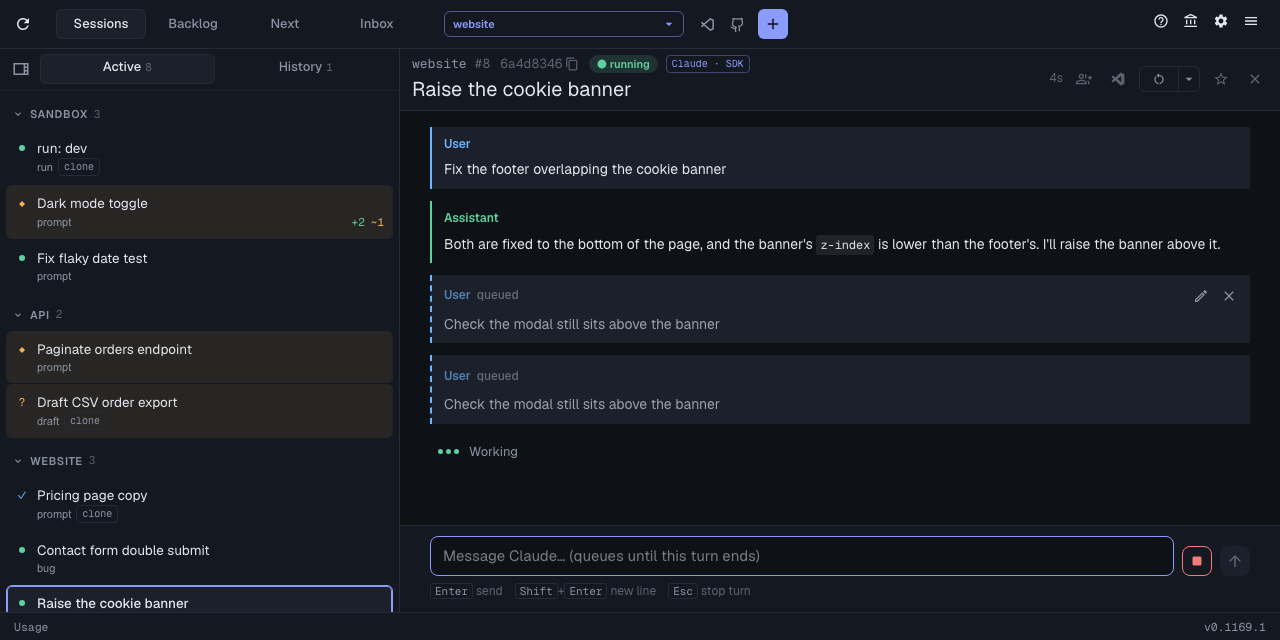 Sessions
Backlog
Next
Inbox
website
Active 8
History 1
website #8 6a4d8346 running Claude · SDK
Raise the cookie banner
4s
SANDBOX 3
run: dev
run clone
Dark mode toggle
prompt +2 ~1
Fix flaky date test
prompt
API 2
Paginate orders endpoint
prompt
? Draft CSV order export
draft clone
WEBSITE 3
Pricing page copy
prompt clone
Contact form double submit
bug
Raise the cookie banner
User
Fix the footer overlapping the cookie banner
Assistant
Both are fixed to the bottom of the page, and the banner's z-index is lower than the footer's. I'll raise the banner above it.
User queued
Check the modal still sits above the banner
User queued
Check the modal still sits above the banner
Working
Message Claude… (queues until this turn ends)
Enter send Shift+Enter new line Esc stop turn
Usage
v0.1169.1